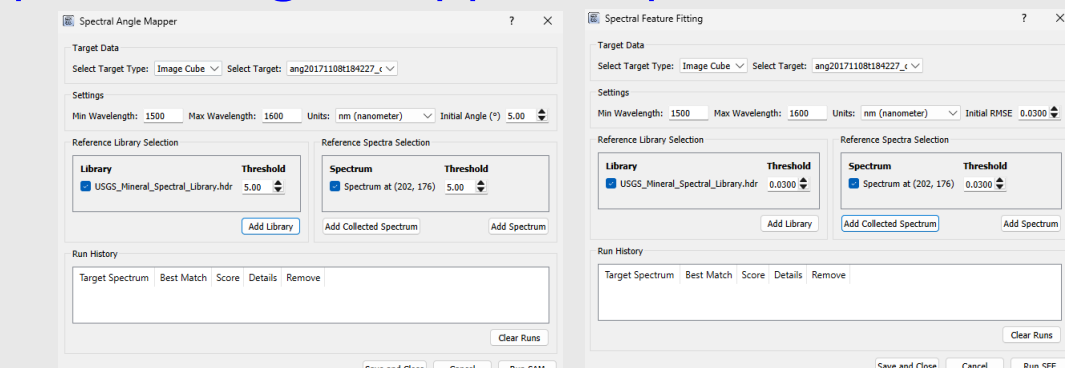 Spectral Angle Mapper ? ×
Target Data
Select Target Type: Image Cube Select Target: ang20171108t184227_c
Settings
Min Wavelength: 1500 Max Wavelength: 1600 Units: nm (nanometer) Initial Angle (°) 5.00
Reference Library Selection
Library Threshold
USGS_Mineral_Spectral_Library.hdr 5.00
Add Library
Reference Spectra Selection
Spectrum Threshold
Spectrum at (202, 176) 5.00
Add Collected Spectrum Add Spectrum
Run History
Target Spectrum Best Match Score Details Remove
Clear Runs
Save and Close Cancel Run SAM
Spectral Feature Fitting ? ×
Target Data
Select Target Type: Image Cube Select Target: ang20171108t184227_c
Settings
Min Wavelength: 1500 Max Wavelength: 1600 Units: nm (nanometer) Initial RMSE 0.0300
Reference Library Selection
Library Threshold
USGS_Mineral_Spectral_Library.hdr 0.0300
Add Library
Reference Spectra Selection
Spectrum Threshold
Spectrum at (202, 176) 0.0300
Add Collected Spectrum Add Spectrum
Run History
Target Spectrum Best Match Score Details Remove
Clear Runs
Save and Close Cancel Run SFF